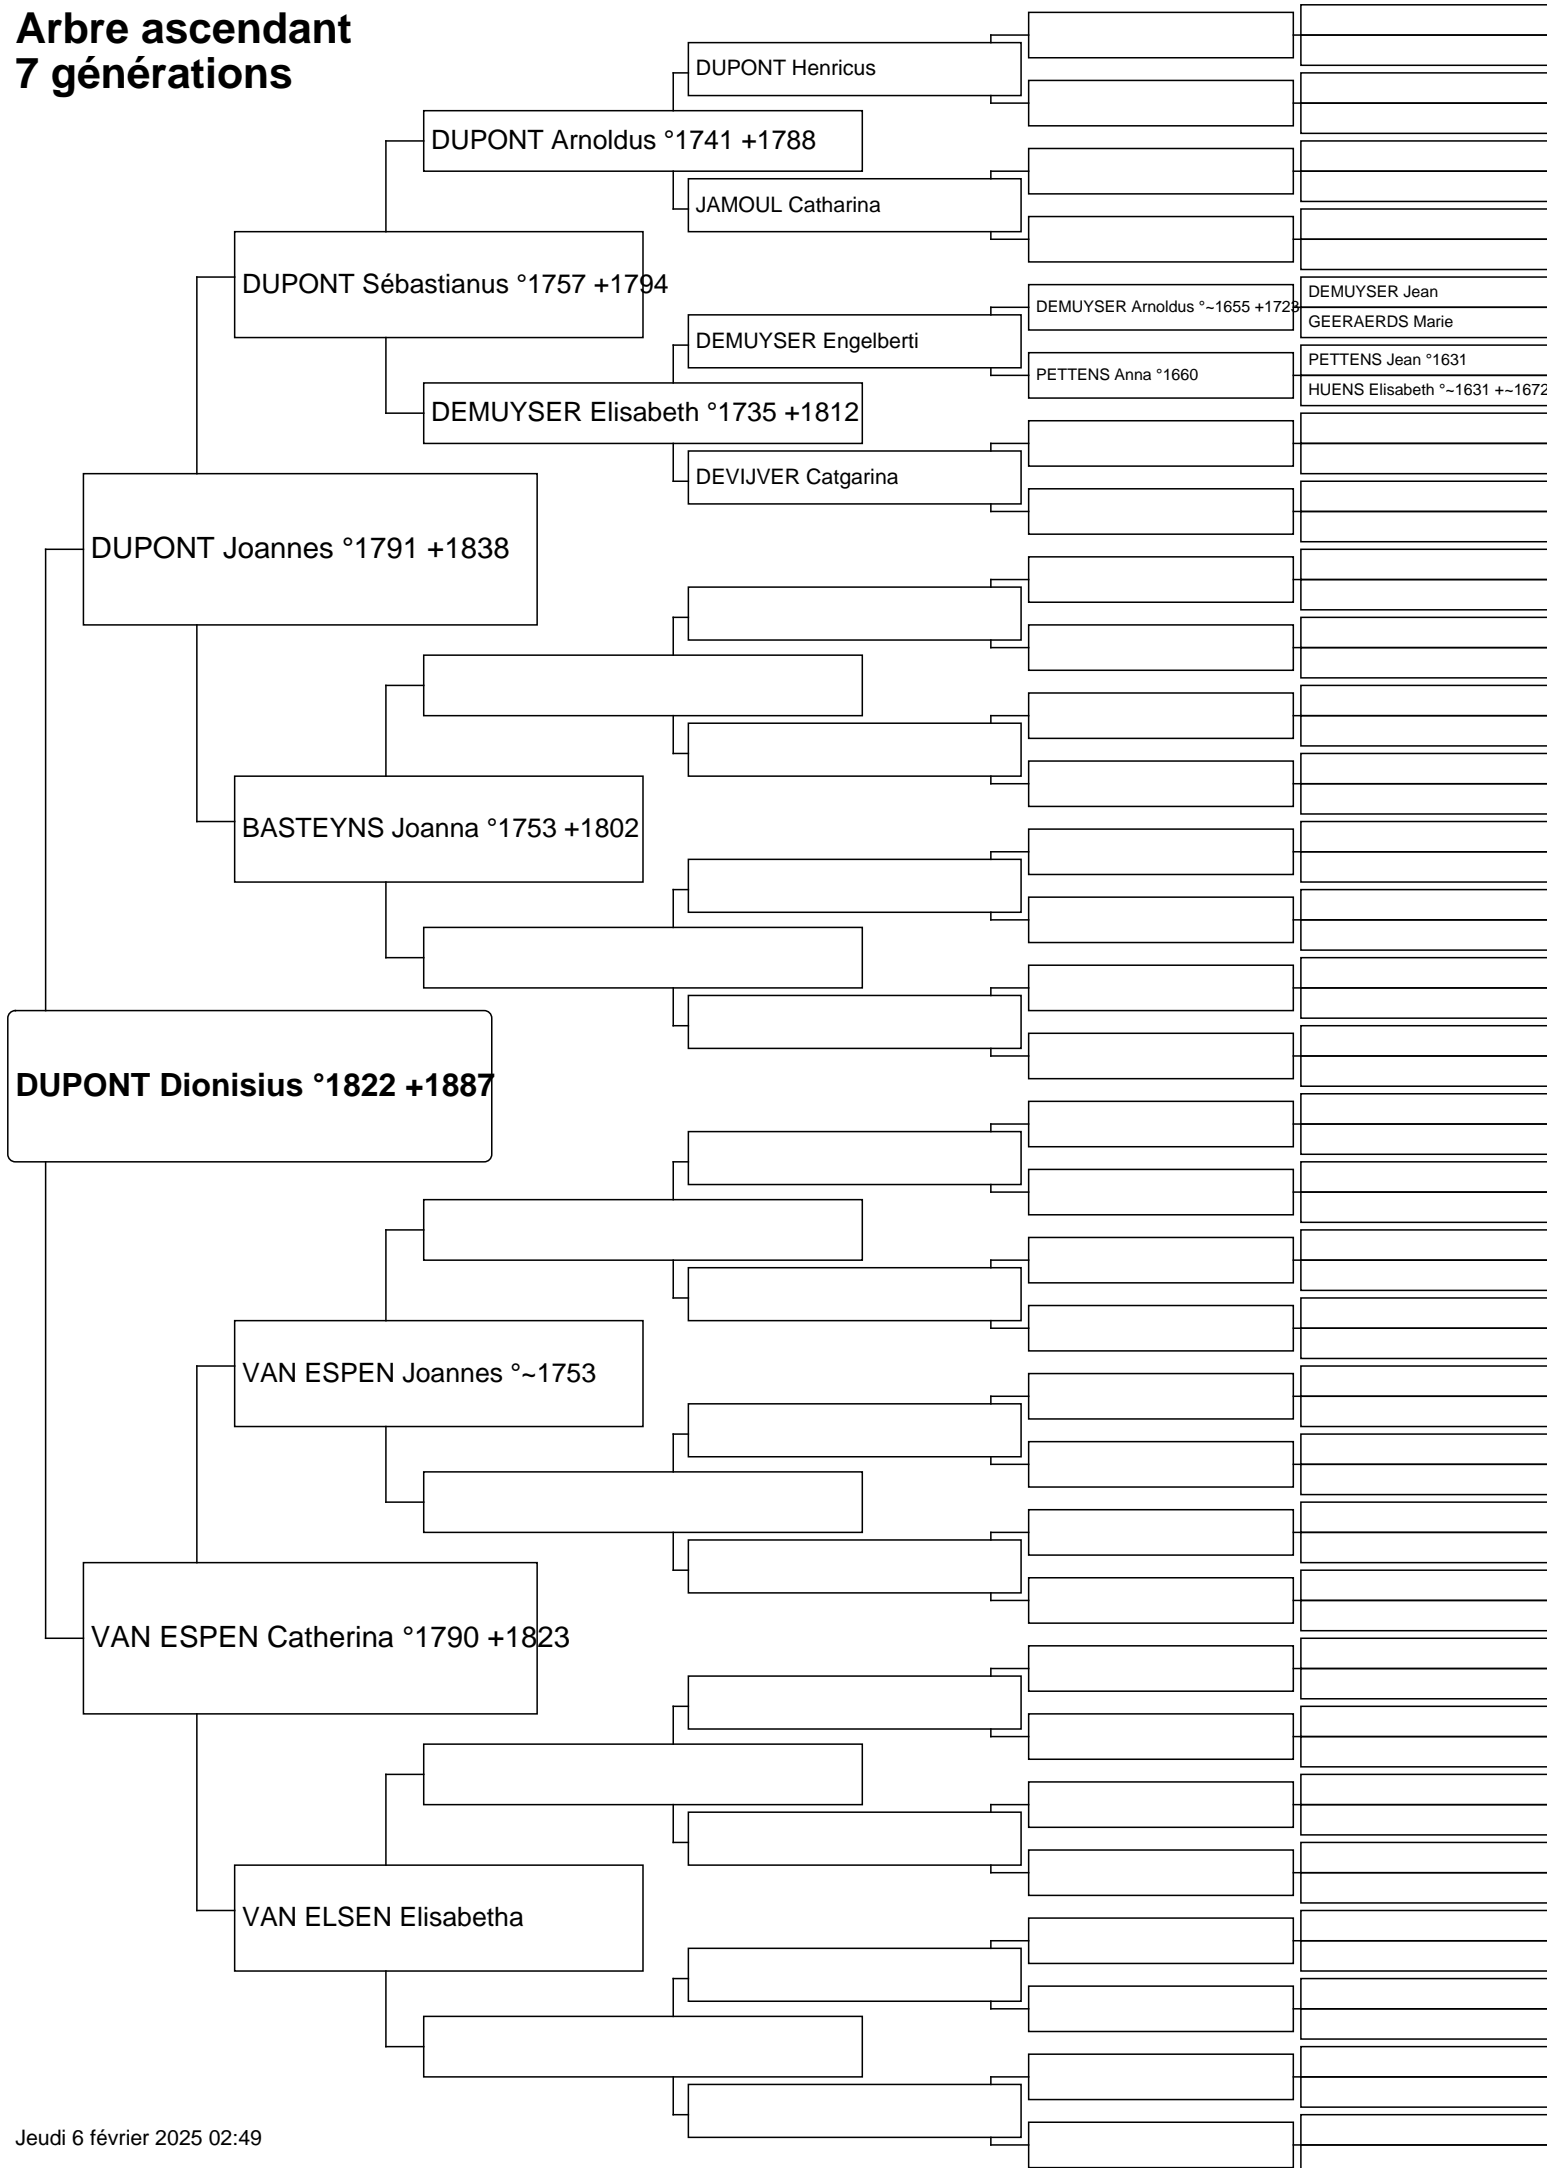 Arbre ascendant
7 générations
DUPONT Henricus
DUPONT Arnoldus °1741 +1788
JAMOUL Catharina
DUPONT Sébastianus °1757 +1794
DEMUYSER Jean
DEMUYSER Arnoldus °~1655 +1723
GEERAERDS Marie
DEMUYSER Engelberti
PETTENS Jean °1631
PETTENS Anna °1660
HUENS Elisabeth °~1631 +~1672
DEMUYSER Elisabeth °1735 +1812
DEVIJVER Catgarina
DUPONT Joannes °1791 +1838
BASTEYNS Joanna °1753 +1802
DUPONT Dionisius °1822 +1887
VAN ESPEN Joannes °~1753
VAN ESPEN Catherina °1790 +1823
VAN ELSEN Elisabetha
Jeudi 6 février 2025 02:49